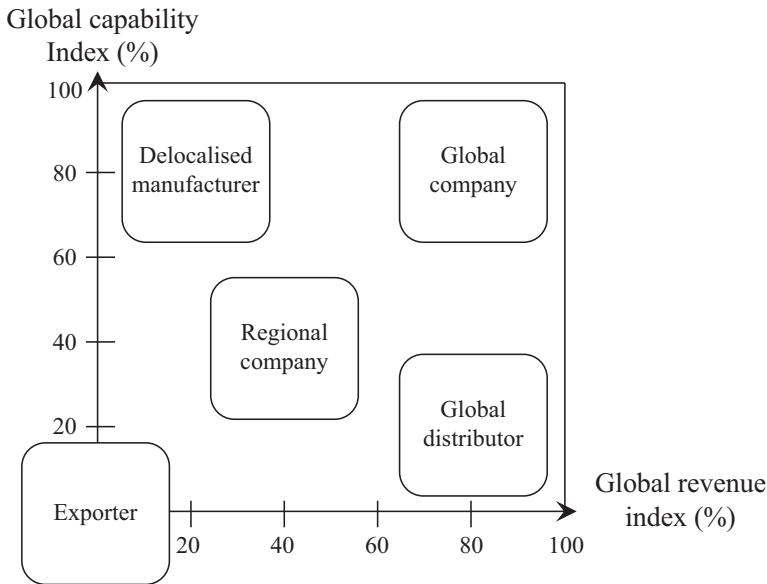 Global capability
Index (%)
100
Delocalised
manufacturer
Global
company
80
60
Regional
company
40
Global
distributor
20
Exporter
Global revenue
index (%)
20
40
60
80
100